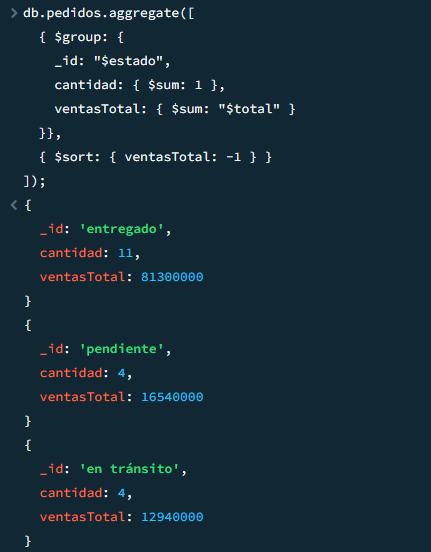 db.pedidos.aggregate([
{ $group: {
_id: "$estado",
cantidad: { $sum: 1 },
ventasTotal: { $sum: "$total" }
}},
{ $sort: { ventasTotal: -1 } }
]);
{
_id: 'entregado',
cantidad: 11,
ventasTotal: 81300000
}
{
_id: 'pendiente',
cantidad: 4,
ventasTotal: 16540000
}
{
_id: 'en tránsito',
cantidad: 4,
ventasTotal: 12940000
}